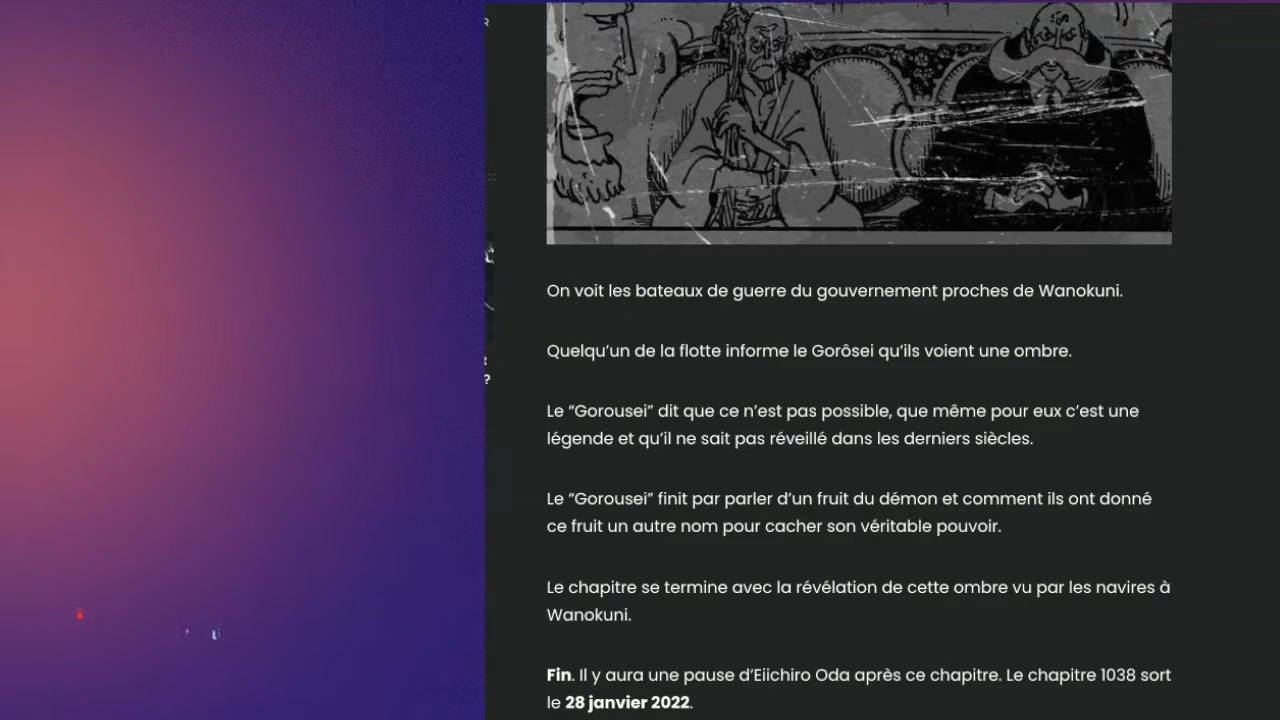 R
?
On voit les bateaux de guerre du gouvernement proches de Wanokuni.
Quelqu’un de la flotte informe le Gorôsei qu’ils voient une ombre.
Le “Gorousei” dit que ce n’est pas possible, que même pour eux c’est une
légende et qu’il ne sait pas réveillé dans les derniers siècles.
Le “Gorousei” finit par parler d’un fruit du démon et comment ils ont donné
ce fruit un autre nom pour cacher son véritable pouvoir.
Le chapitre se termine avec la révélation de cette ombre vu par les navires à
Wanokuni.
Fin. Il y aura une pause d’Eiichiro Oda après ce chapitre. Le chapitre 1038 sort
le 28 janvier 2022.